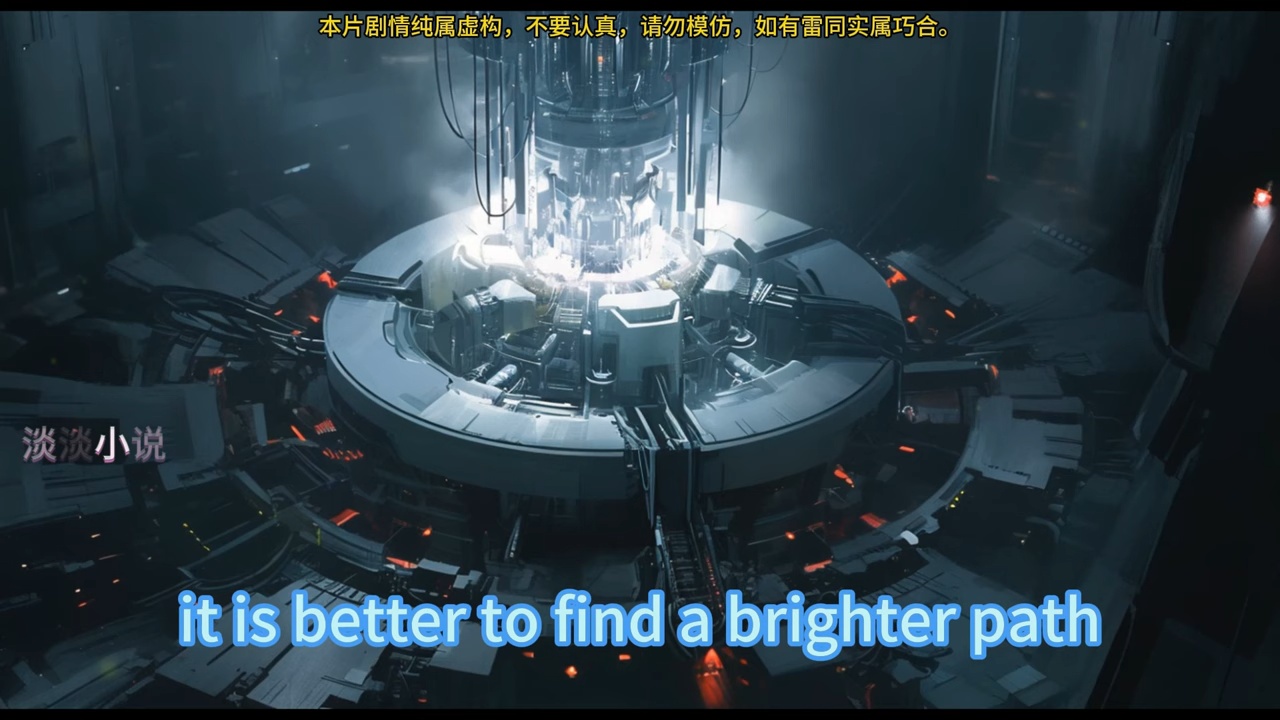 本片剧情纯属虚构，不要认真，请勿模仿，如有雷同实属巧合。
淡淡小说
it is better to find a brighter path